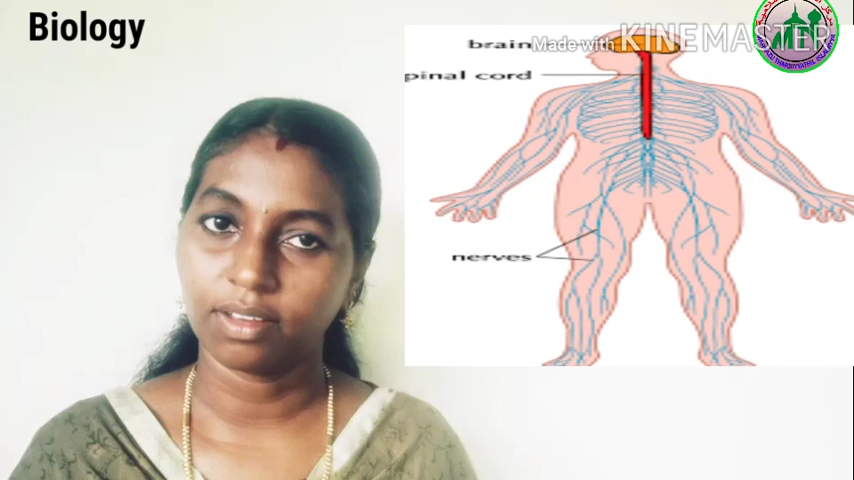 Biology
brain
Made with KINEMASTER
pinal cord
nerves